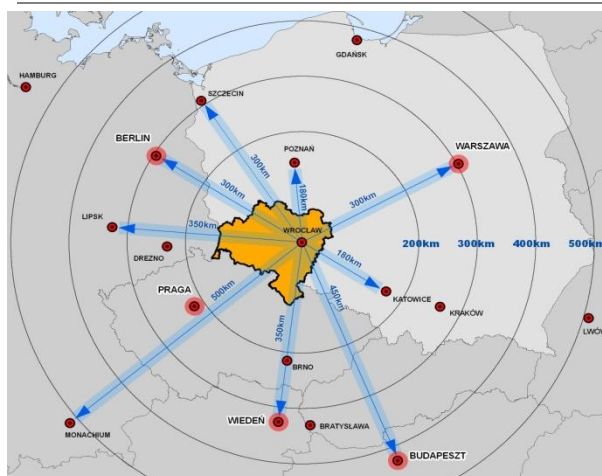 GDAŃSK
HAMBURG
SZCZECIN
BERLIN
POZNAŃ
WARSZAWA
300km
300km
180km
300km
LIPSK
350km
WROCŁAW
DREZNO
200km
300km
400km
500km
180km
PRAGA
500km
450km
KATOWICE
KRAKÓW
LWÓW
350km
BRNO
MONACHIUM
WIEDEŃ
BRATYSŁAWA
BUDAPESZT